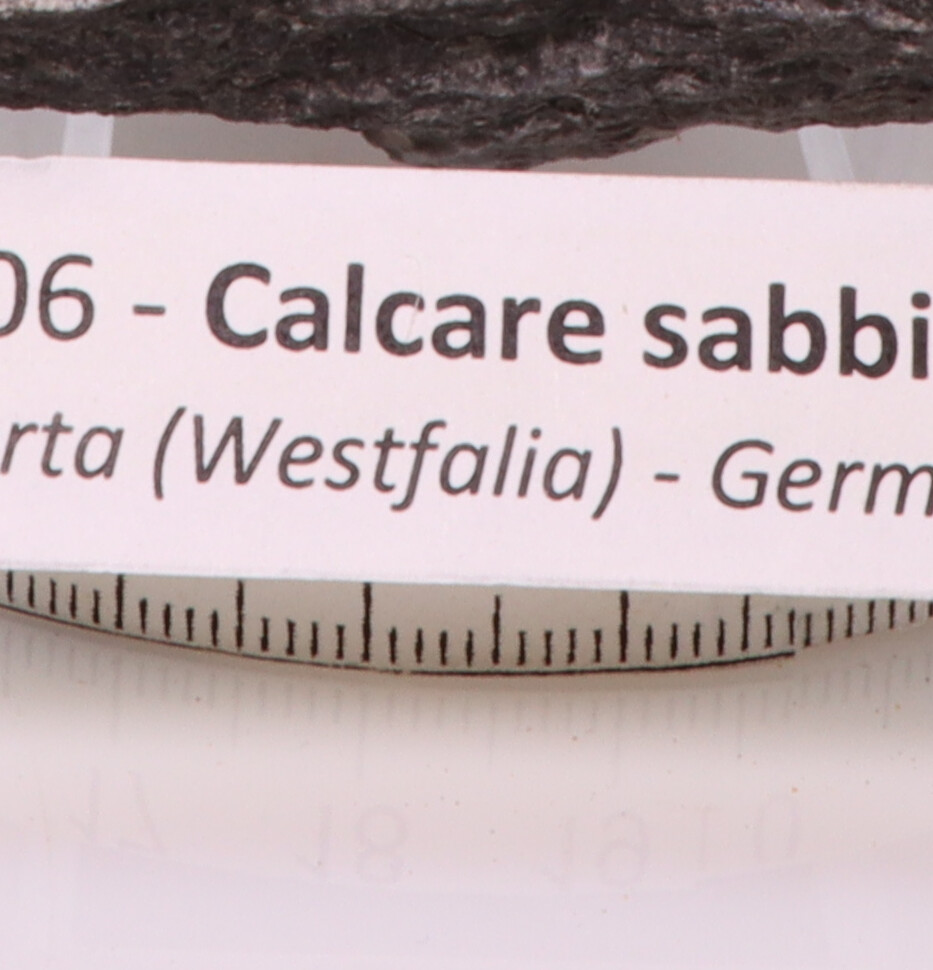 06 - Calcare sabbi
rta (Westfalia) - Germ